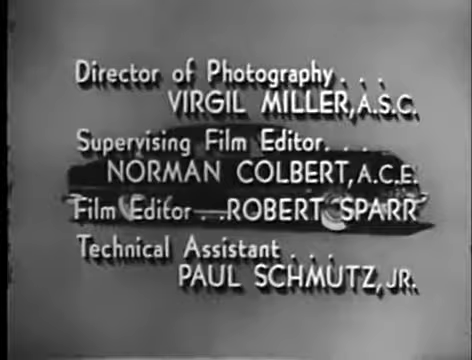 Director of Photography . . .
VIRGIL MILLER, A.S.C.
Supervising Film Editor. . . .
NORMAN COLBERT, A.C.E.
Film Editor . . . ROBERT SPARR
Technical Assistant . . .
PAUL SCHMUTZ, JR.